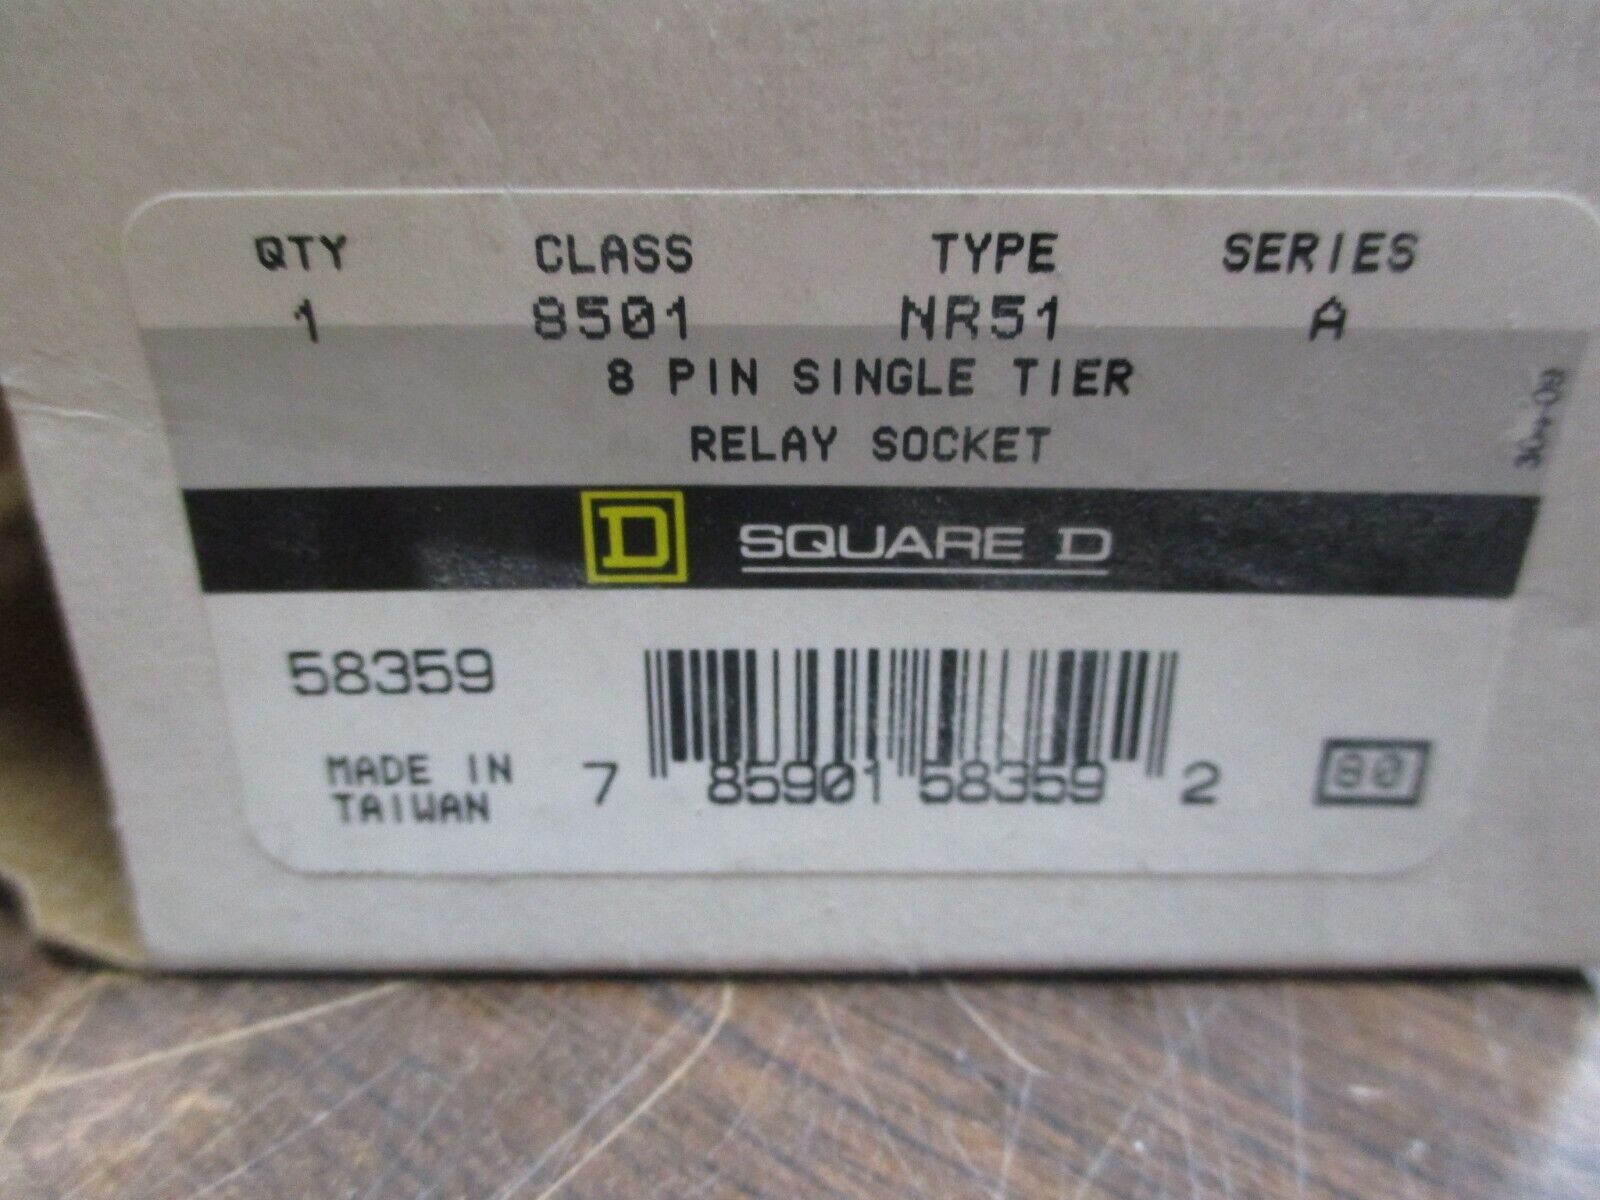 QTY CLASS TYPE SERIES
1 8501 NR51 A
8 PIN SINGLE TIER
RELAY SOCKET
D SQUARE D
58359
MADE IN
TAIWAN
7 85901 58359 2
80